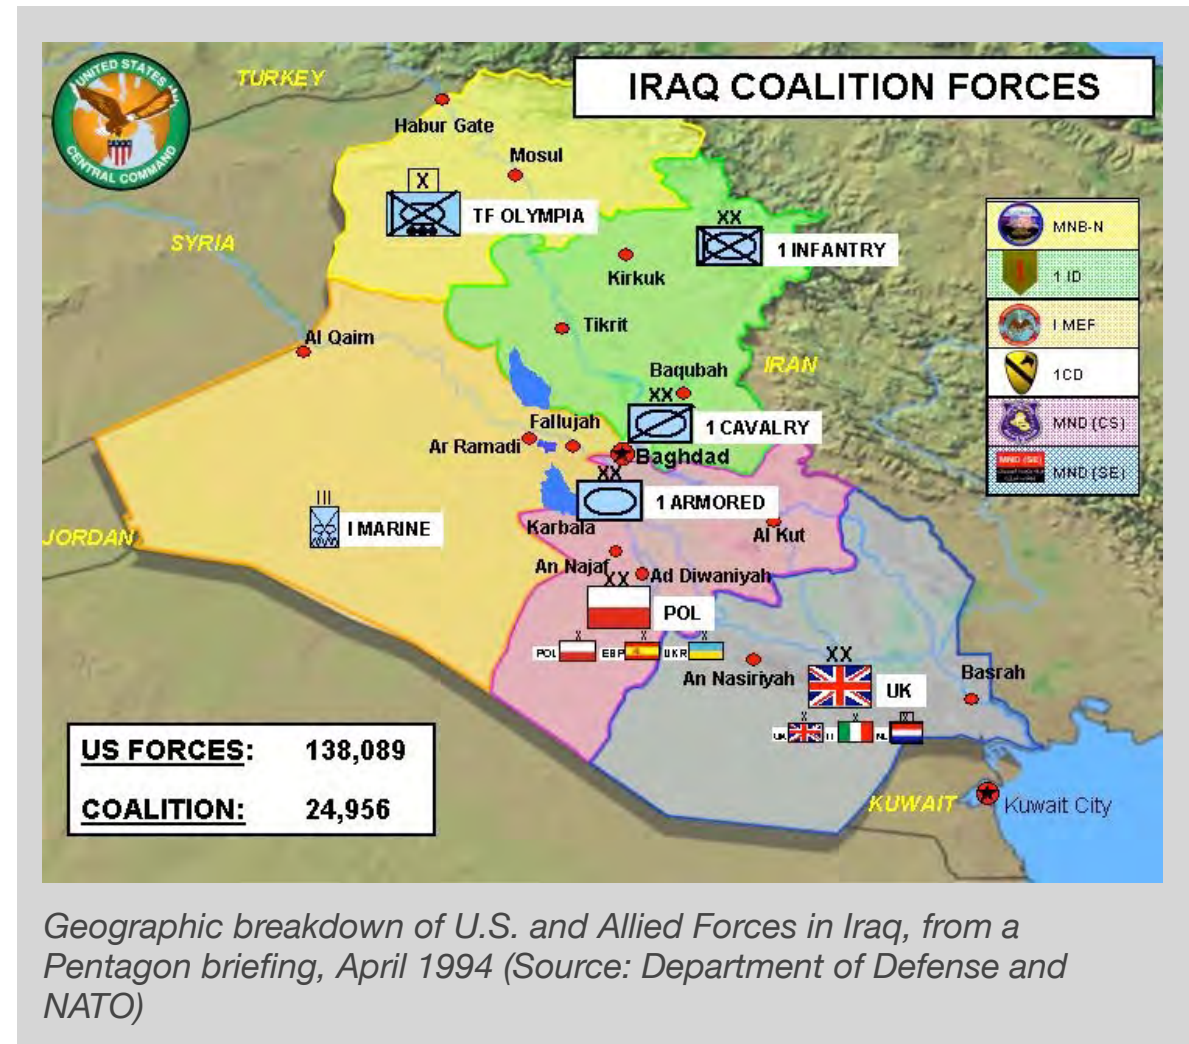 UNITED STATES
CENTRAL COMMAND
IRAQ COALITION FORCES
TURKEY
Habur Gate
Mosul
X
TF OLYMPIA
XX
1 INFANTRY
SYRIA
Kirkuk
Tikrit
Al Qaim
IRAN
Baqubah
XX
1 CAVALRY
Fallujah
Ar Ramadi
Baghdad
XX
1 ARMORED
III
I MARINE
Karbala
Al Kut
JORDAN
An Najaf
XX
Ad Diwaniyah
POL
X
X
X
POL
EBP
UKR
An Nasiriyah
XX
UK
Basrah
X
X
X
UK
IT
NL
MNB-N
1 ID
I MEF
1CD
MND (CS)
MND (SE)
MND (SE)
US FORCES: 138,089
COALITION: 24,956
KUWAIT
Kuwait City
Geographic breakdown of U.S. and Allied Forces in Iraq, from a
Pentagon briefing, April 1994 (Source: Department of Defense and
NATO)